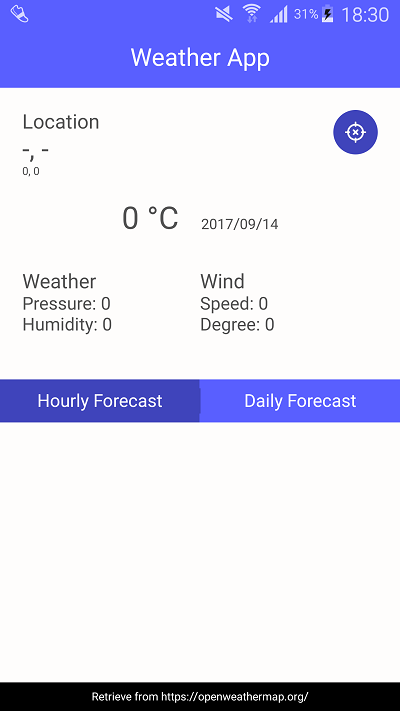 31% 18:30
Weather App
Location
-, -
0, 0
0 °C 2017/09/14
Weather Wind
Pressure: 0 Speed: 0
Humidity: 0 Degree: 0
Hourly Forecast Daily Forecast
Retrieve from https://openweathermap.org/